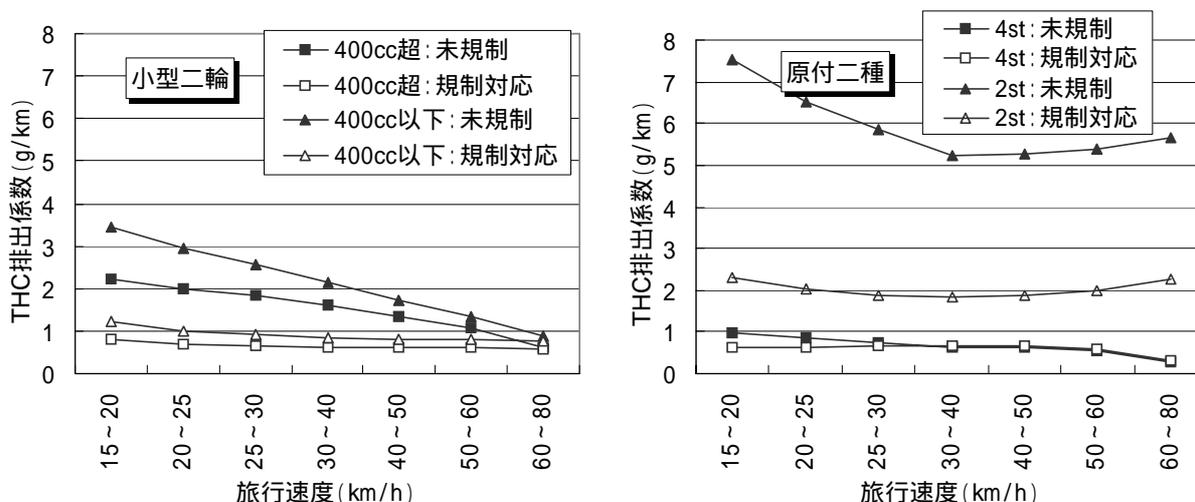 小型二輪
400cc超：未規制
400cc超：規制対応
400cc以下：未規制
400cc以下：規制対応
THC排出係数(g/km)
8
7
6
5
4
3
2
1
0
15～20
20～25
25～30
30～40
40～50
50～60
60～80
旅行速度(km/h)
原付二種
4st：未規制
4st：規制対応
2st：未規制
2st：規制対応
THC排出係数(g/km)
8
7
6
5
4
3
2
1
0
15～20
20～25
25～30
30～40
40～50
50～60
60～80
旅行速度(km/h)